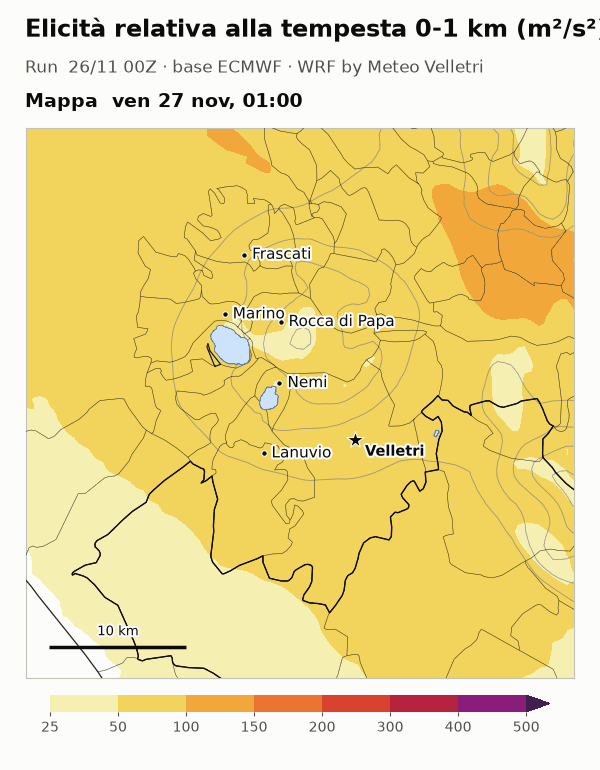 Elicità relativa alla tempesta 0-1 km (m²/s²)
Run  26/11 00Z · base ECMWF · WRF by Meteo Velletri
Mappa  ven 27 nov, 01:00
Frascati
Marino
Rocca di Papa
Nemi
Velletri
Lanuvio
10 km
25 50 100 150 200 300 400 500